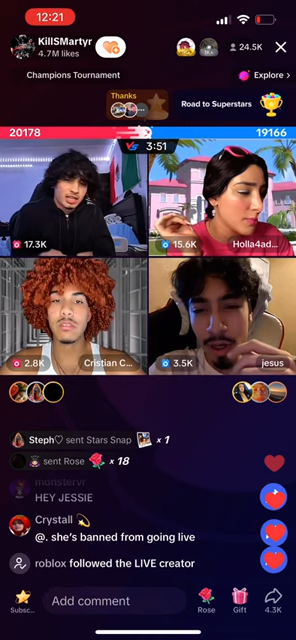 12:21
KillSMartyr
4.7M likes
24.5K
Champions Tournament
Explore >
Thanks
Road to Superstars
20178
VS 3:51
19166
17.3K
15.6K
Holla4ad...
2.8K
Cristian C...
3.5K
jesus
Steph♡ sent Stars Snap x 1
sent Rose x 18
monstervr
HEY JESSIE
Crystall 💫
@. she's banned from going live
roblox followed the LIVE creator
Subsc...
Add comment
Rose
Gift
4.3K